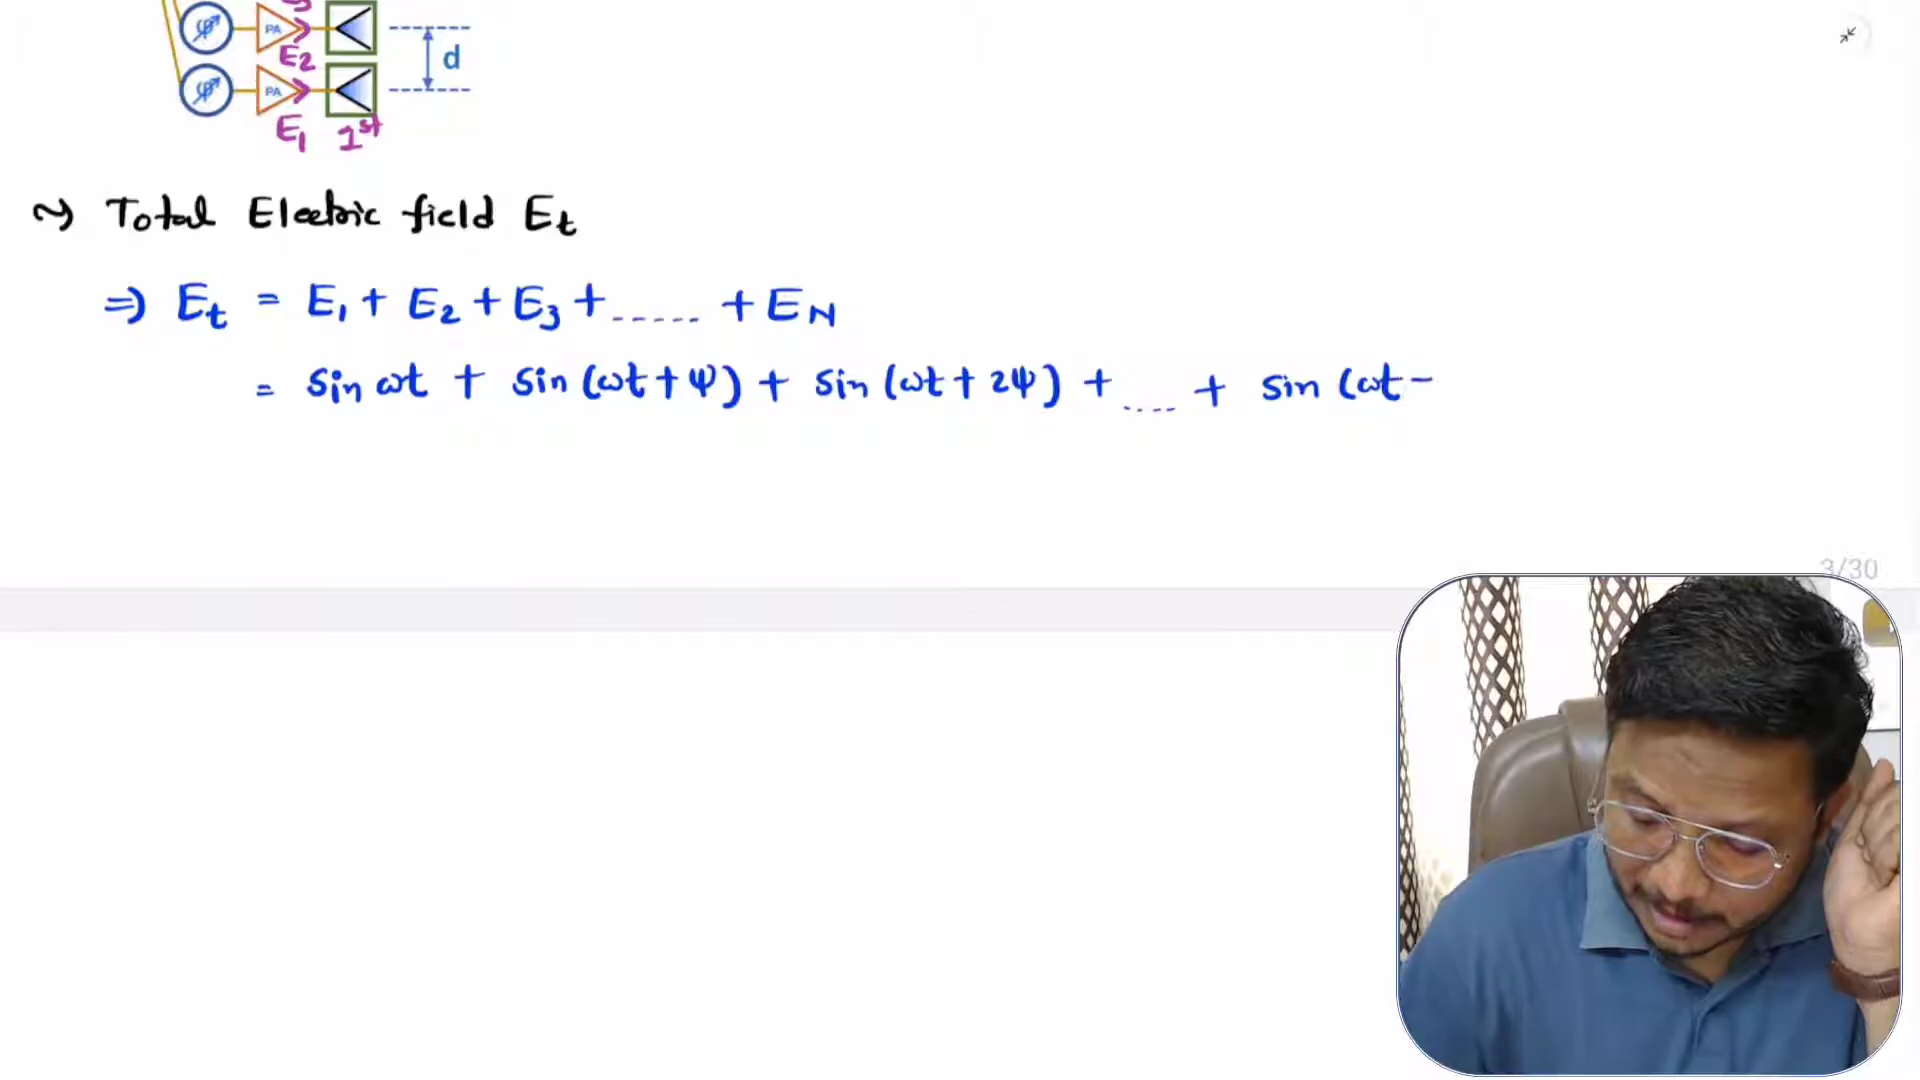 PA
E2
d
PA
E1 1st
~> Total Electric field Et
=> Et = E1 + E2 + E3 + ..... + EN
= sin ωt + sin (ωt + ψ) + sin (ωt + 2ψ) + .... + sin (ωt -
3/30